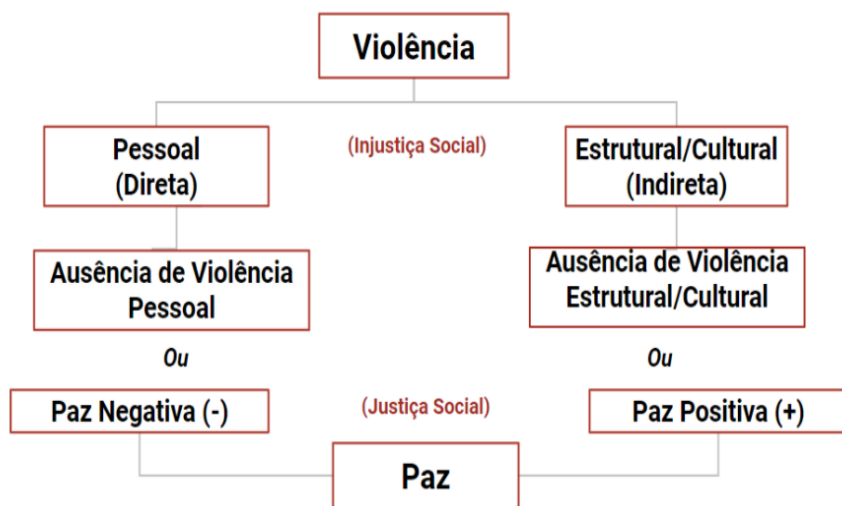 Violência
Pessoal
(Direta)
(Injustiça Social)
Estrutural/Cultural
(Indireta)
Ausência de Violência
Pessoal
Ausência de Violência
Estrutural/Cultural
Ou
Ou
Paz Negativa (-)
(Justiça Social)
Paz Positiva (+)
Paz